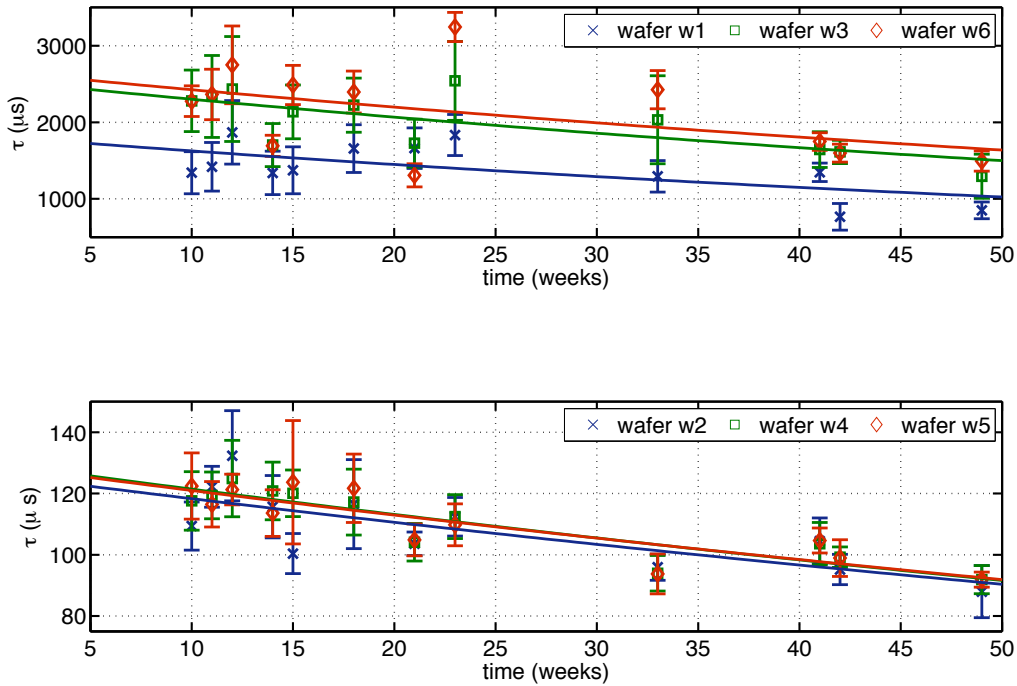 τ (μs)
3000
2000
1000
wafer w1 wafer w3 wafer w6
5 10 15 20 25 30 35 40 45 50
time (weeks)
τ (μ s)
140
120
100
80
wafer w2 wafer w4 wafer w5
5 10 15 20 25 30 35 40 45 50
time (weeks)